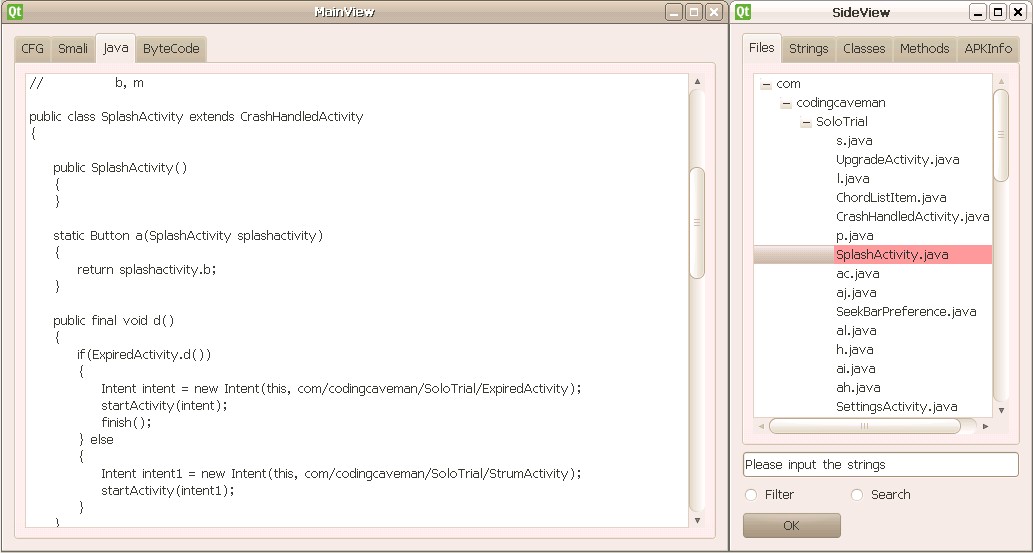 Qt MainView
CFG Smali Java ByteCode
// b, m
public class SplashActivity extends CrashHandledActivity
{
public SplashActivity()
{
}
static Button a(SplashActivity splashactivity)
{
return splashactivity.b;
}
public final void d()
{
if(ExpiredActivity.d())
{
Intent intent = new Intent(this, com/codingcaveman/SoloTrial/ExpiredActivity);
startActivity(intent);
finish();
} else
{
Intent intent1 = new Intent(this, com/codingcaveman/SoloTrial/StrumActivity);
startActivity(intent1);
}
}
Qt SideView
Files Strings Classes Methods APKInfo
com
codingcaveman
SoloTrial
s.java
UpgradeActivity.java
l.java
ChordListItem.java
CrashHandledActivity.java
p.java
SplashActivity.java
ac.java
aj.java
SeekBarPreference.java
al.java
h.java
ai.java
ah.java
SettingsActivity.java
Please input the strings
Filter Search
OK